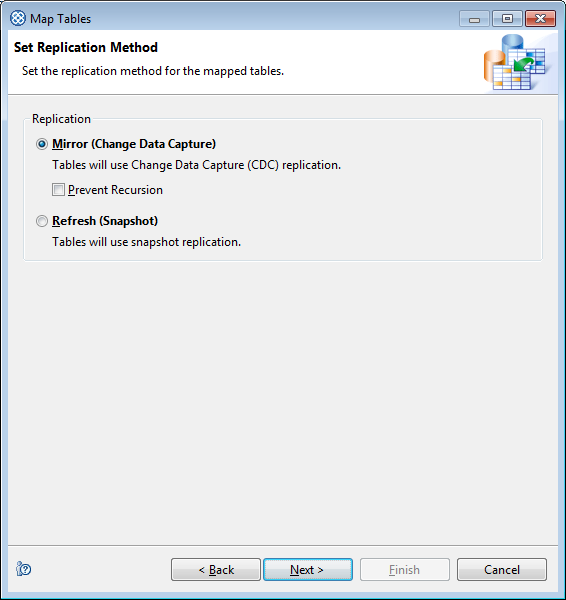 Map Tables
Set Replication Method
Set the replication method for the mapped tables.
Replication
Mirror (Change Data Capture)
Tables will use Change Data Capture (CDC) replication.
Prevent Recursion
Refresh (Snapshot)
Tables will use snapshot replication.
< Back Next > Finish Cancel